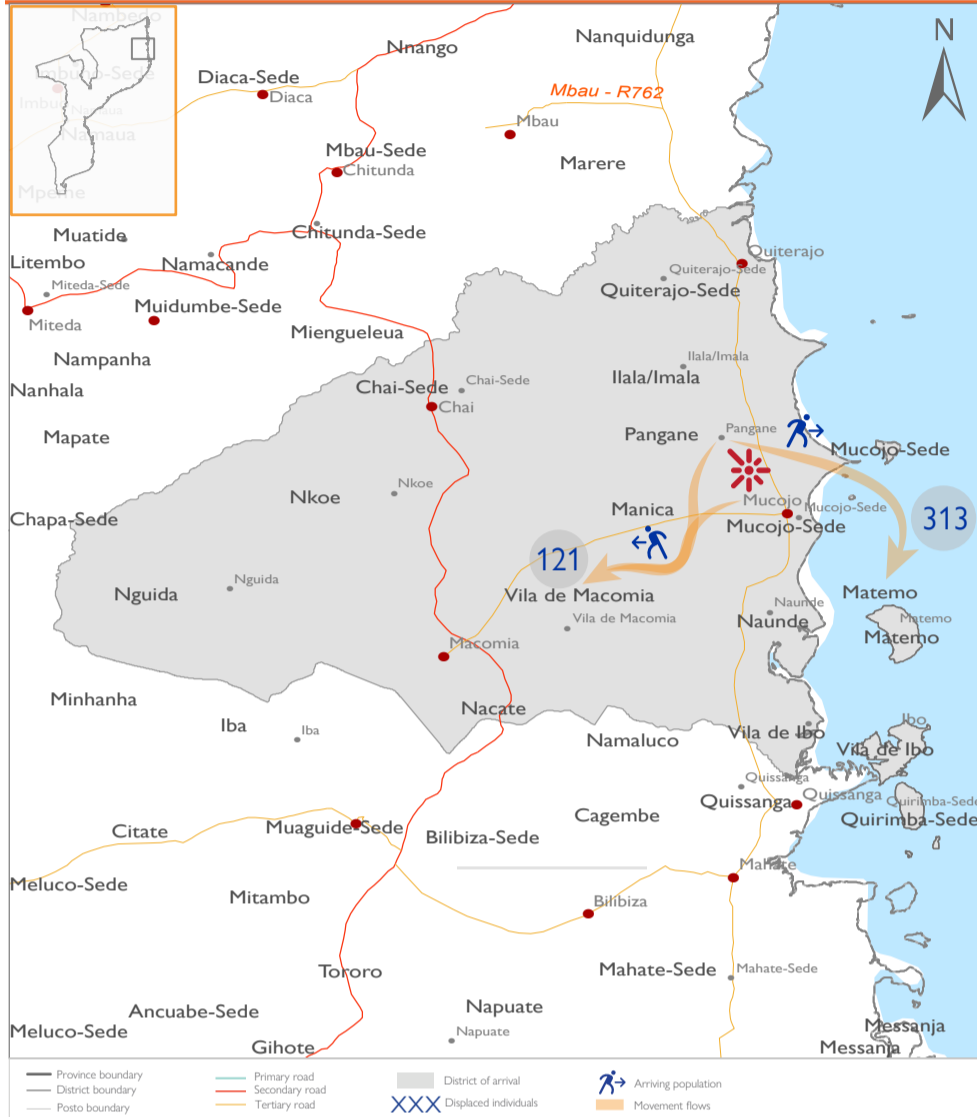 Nambedo
N
Nnango
Nanquidunga
Imbuho-Sede
Diaca-Sede
Diaca
Mbau - R762
Namaua
Mbau
Mbau-Sede
Chitunda
Marere
Mpeme
Muatide
Chitunda-Sede
Litembo
Namacande
Quiterajo
Miteda-Sede
Quiterajo-Sede
Quiterajo-Sede
Muidumbe-Sede
Miteda
Miengueleua
Nampanha
Ilala/Imala
Ilala/Imala
Nanhala
Chai-Sede
Chai-Sede
Chai
Mapate
Pangane
Pangane
Mucojo-Sede
Nkoe
Nkoe
Mucojo
Manica
Mucojo-Sede
Mucojo-Sede
Chapa-Sede
313
121
Nguida
Nguida
Vila de Macomia
Vila de Macomia
Matemo
Matemo
Matemo
Naunde
Naunde
Macomia
Minhanha
Nacate
Iba
Iba
Namaluco
Vila de Ibo
Ibo
Vila de Ibo
Quissanga
Quissanga
Quissanga
Quirimba-Sede
Quirimba-Sede
Cagembe
Citate
Muaguide-Sede
Bilibiza-Sede
Mahate
Meluco-Sede
Mitambo
Bilibiza
Tororo
Mahate-Sede
Mahate-Sede
Ancuabe-Sede
Napuate
Napuate
Meluco-Sede
Gihote
Messanja
Messanja
Province boundary
District boundary
Posto boundary
Primary road
Secondary road
Tertiary road
District of arrival
XXX Displaced individuals
Arriving population
Movement flows